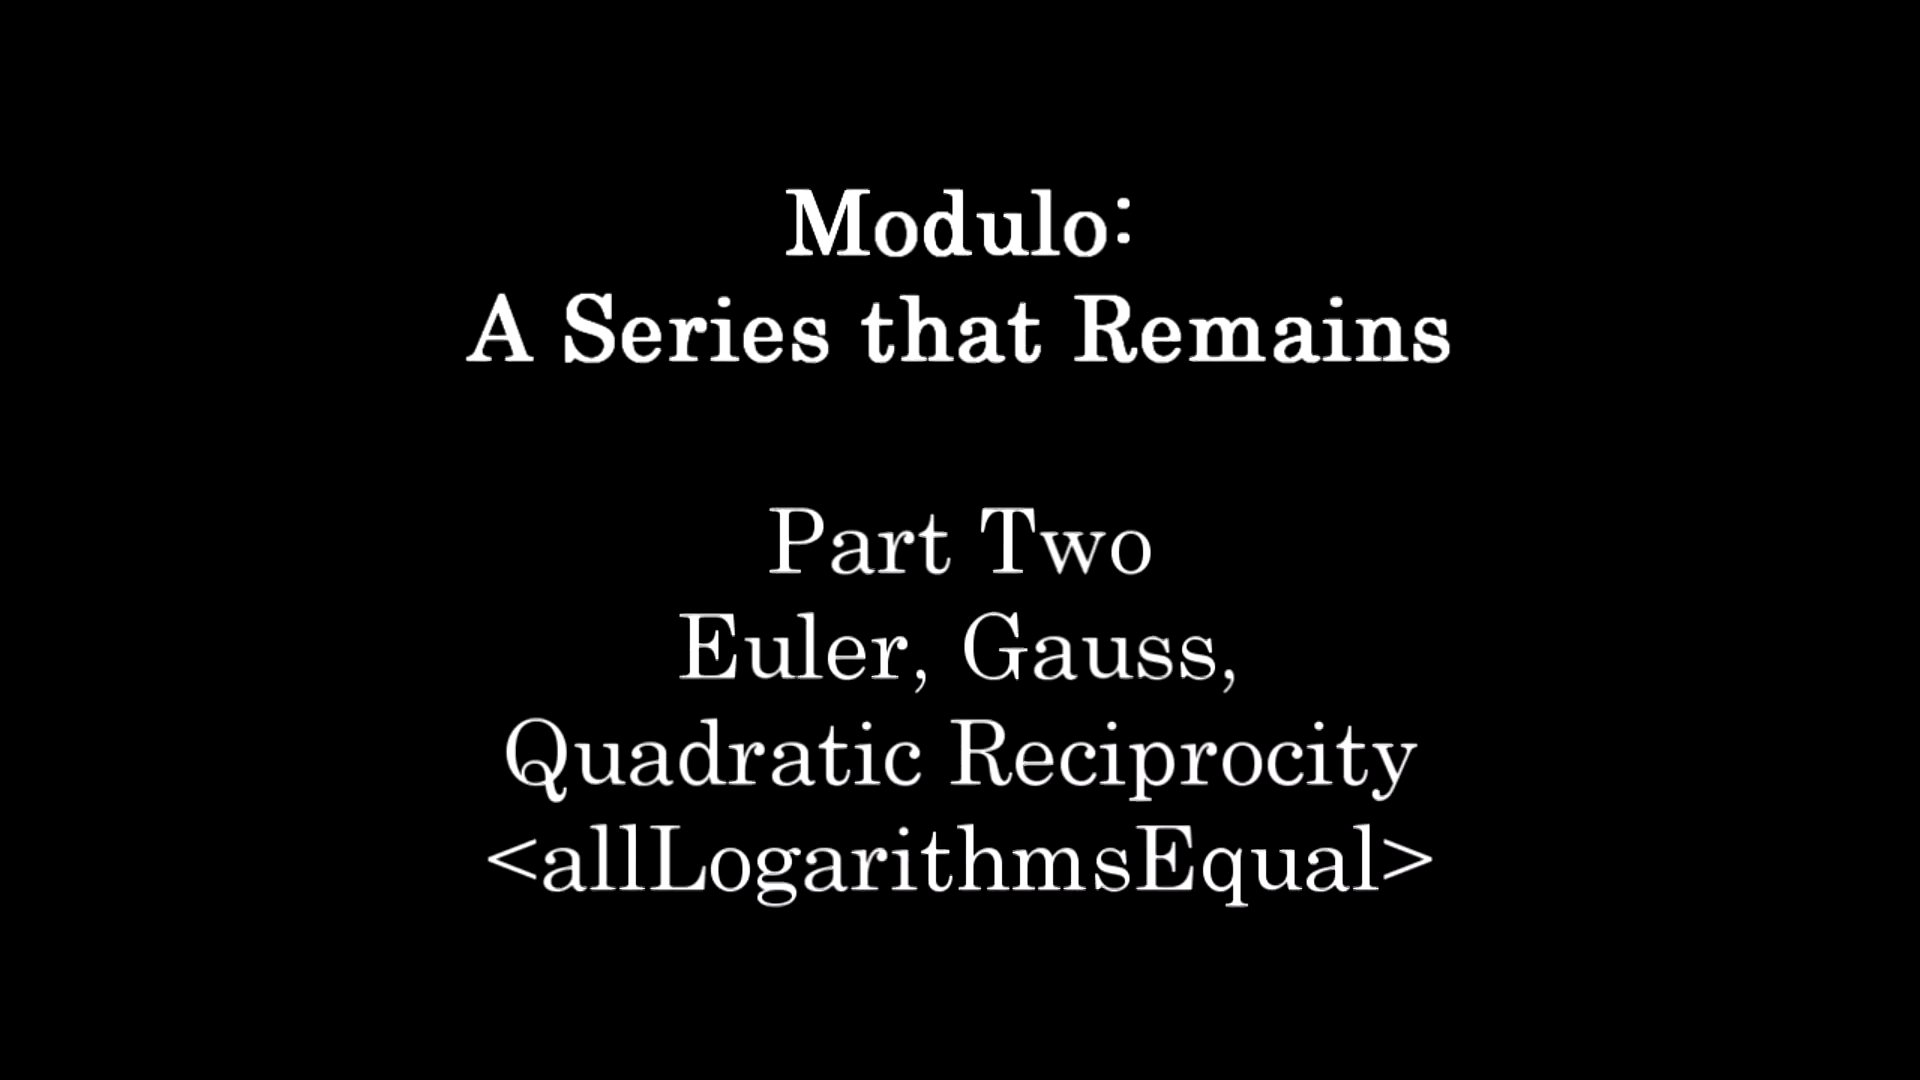 Modulo:
A Series that Remains
Part Two
Euler, Gauss,
Quadratic Reciprocity
<allLogarithmsEqual>